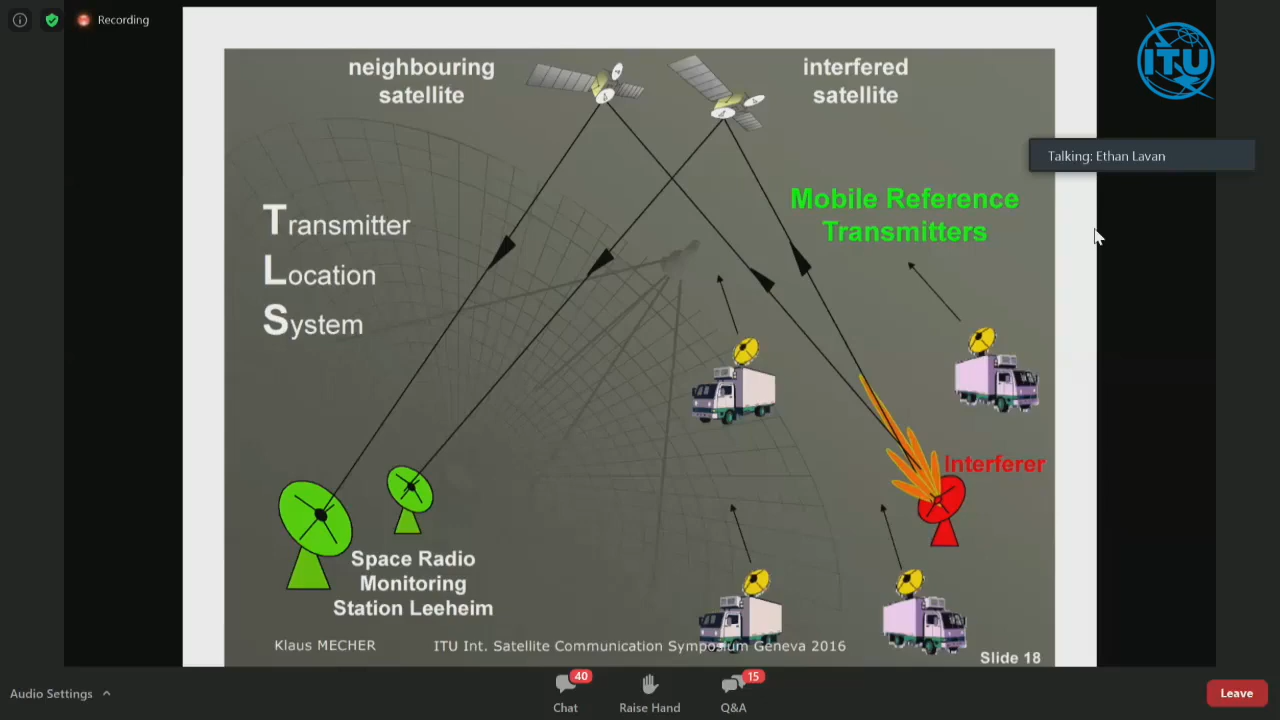 Recording
neighbouring
satellite
interfered
satellite
ITU
Talking: Ethan Lavan
Mobile Reference
Transmitters
Transmitter
Location
System
Interferer
Space Radio
Monitoring
Station Leeheim
Klaus MECHER
ITU Int. Satellite Communication Symposium Geneva 2016
Slide 18
Audio Settings
40
Chat
Raise Hand
15
Q&A
Leave